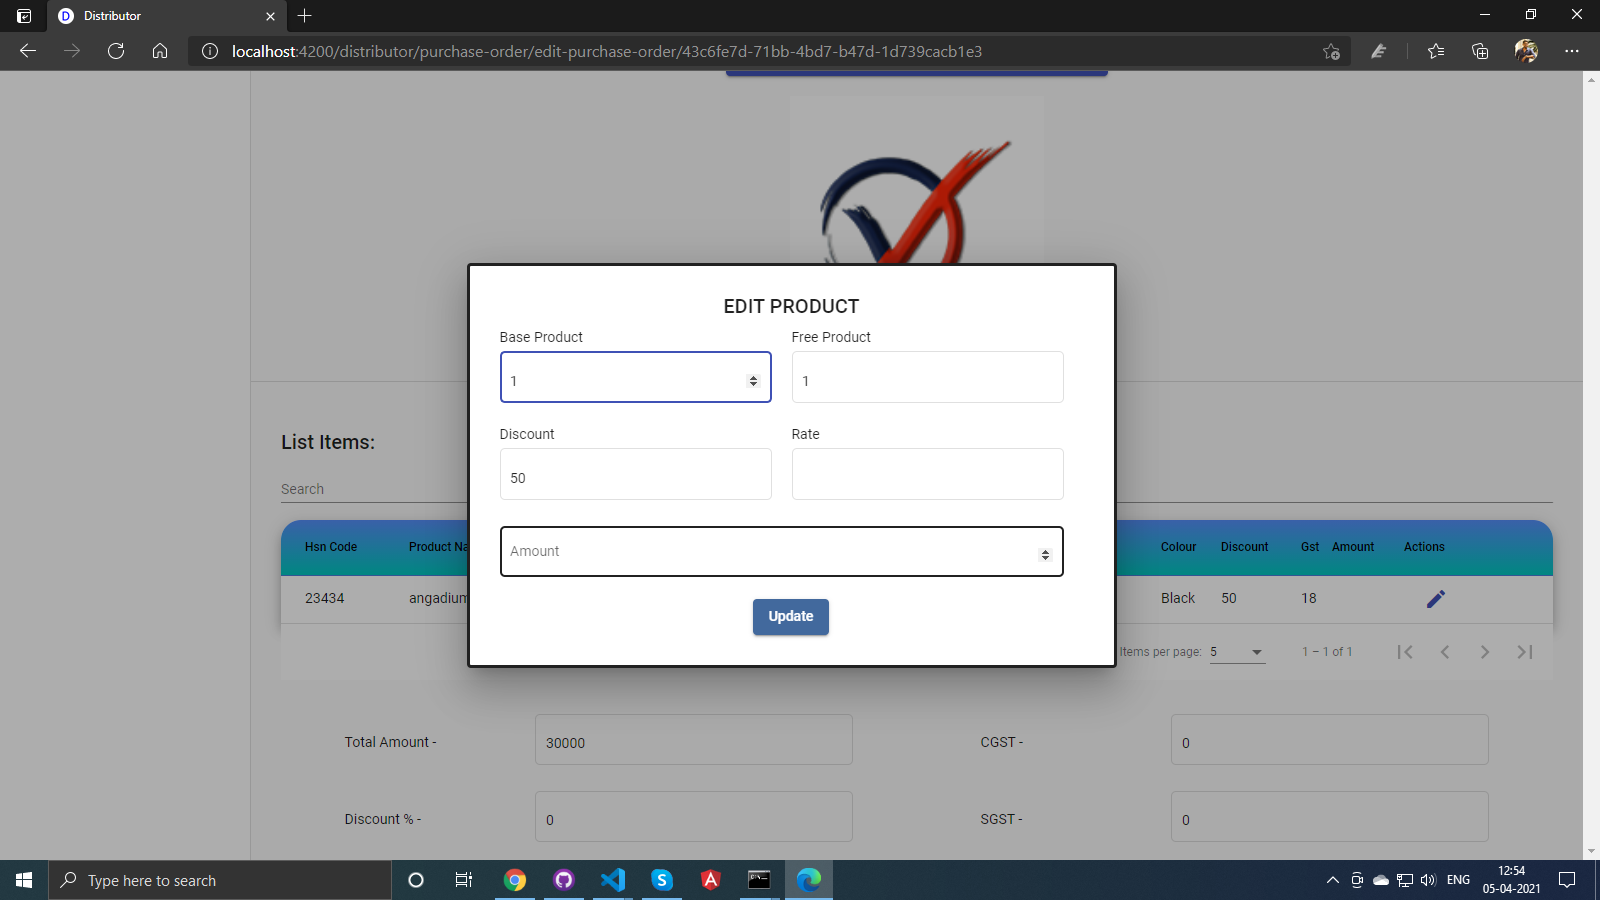 Distributor
localhost:4200/distributor/purchase-order/edit-purchase-order/43c6fe7d-71bb-4bd7-b47d-1d739cacb1e3
EDIT PRODUCT
Base Product Free Product
1 1
Discount Rate
50
Amount
Update
List Items:
Search
Hsn Code Product Na Colour Discount Gst Amount Actions
23434 angadium Black 50 18
Items per page: 5 1 – 1 of 1
Total Amount - 30000 CGST - 0
Discount % - 0 SGST - 0
Type here to search
ENG
12:54
05-04-2021